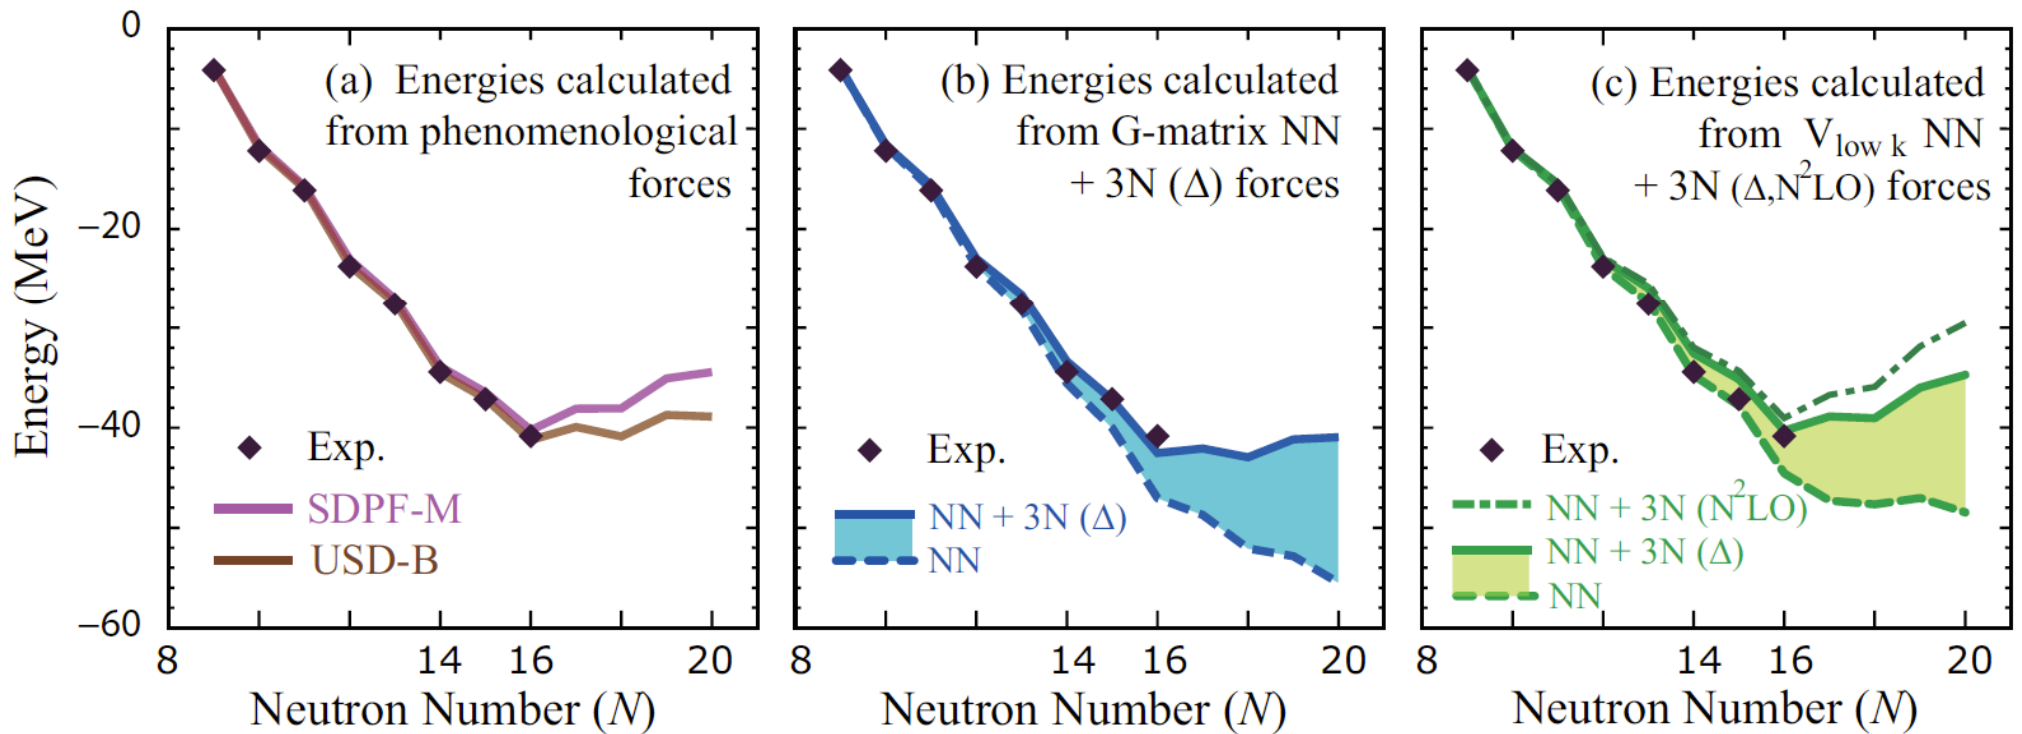 (a) Energies calculated
from phenomenological
forces
(b) Energies calculated
from G-matrix NN
+ 3N (Δ) forces
(c) Energies calculated
from V_low k NN
+ 3N (Δ,N²LO) forces
Energy (MeV)
0
−20
−40
−60
Exp.
SDPF-M
USD-B
Exp.
NN + 3N (Δ)
NN
Exp.
NN + 3N (N²LO)
NN + 3N (Δ)
NN
8 14 16 20
8 14 16 20
8 14 16 20
Neutron Number (N)
Neutron Number (N)
Neutron Number (N)